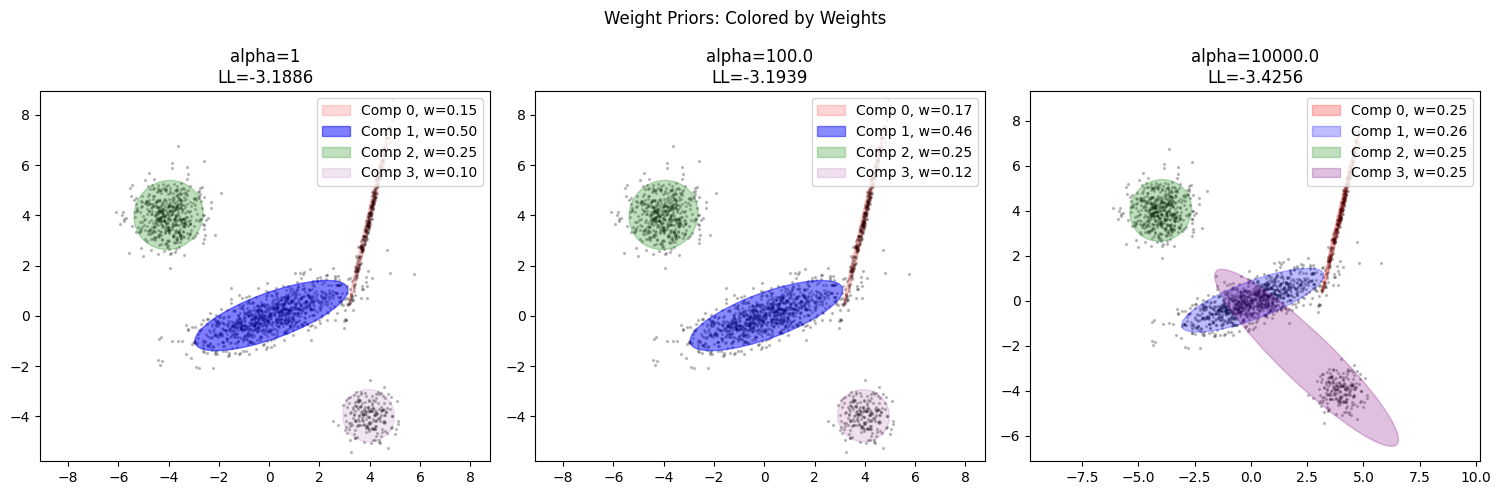 Weight Priors: Colored by Weights
alpha=1
LL=-3.1886
Comp 0, w=0.15
Comp 1, w=0.50
Comp 2, w=0.25
Comp 3, w=0.10
8
6
4
2
0
−2
−4
−8
−6
−4
−2
0
2
4
6
8
alpha=100.0
LL=-3.1939
Comp 0, w=0.17
Comp 1, w=0.46
Comp 2, w=0.25
Comp 3, w=0.12
8
6
4
2
0
−2
−4
−8
−6
−4
−2
0
2
4
6
8
alpha=10000.0
LL=-3.4256
Comp 0, w=0.25
Comp 1, w=0.26
Comp 2, w=0.25
Comp 3, w=0.25
8
6
4
2
0
−2
−4
−6
−7.5
−5.0
−2.5
0.0
2.5
5.0
7.5
10.0